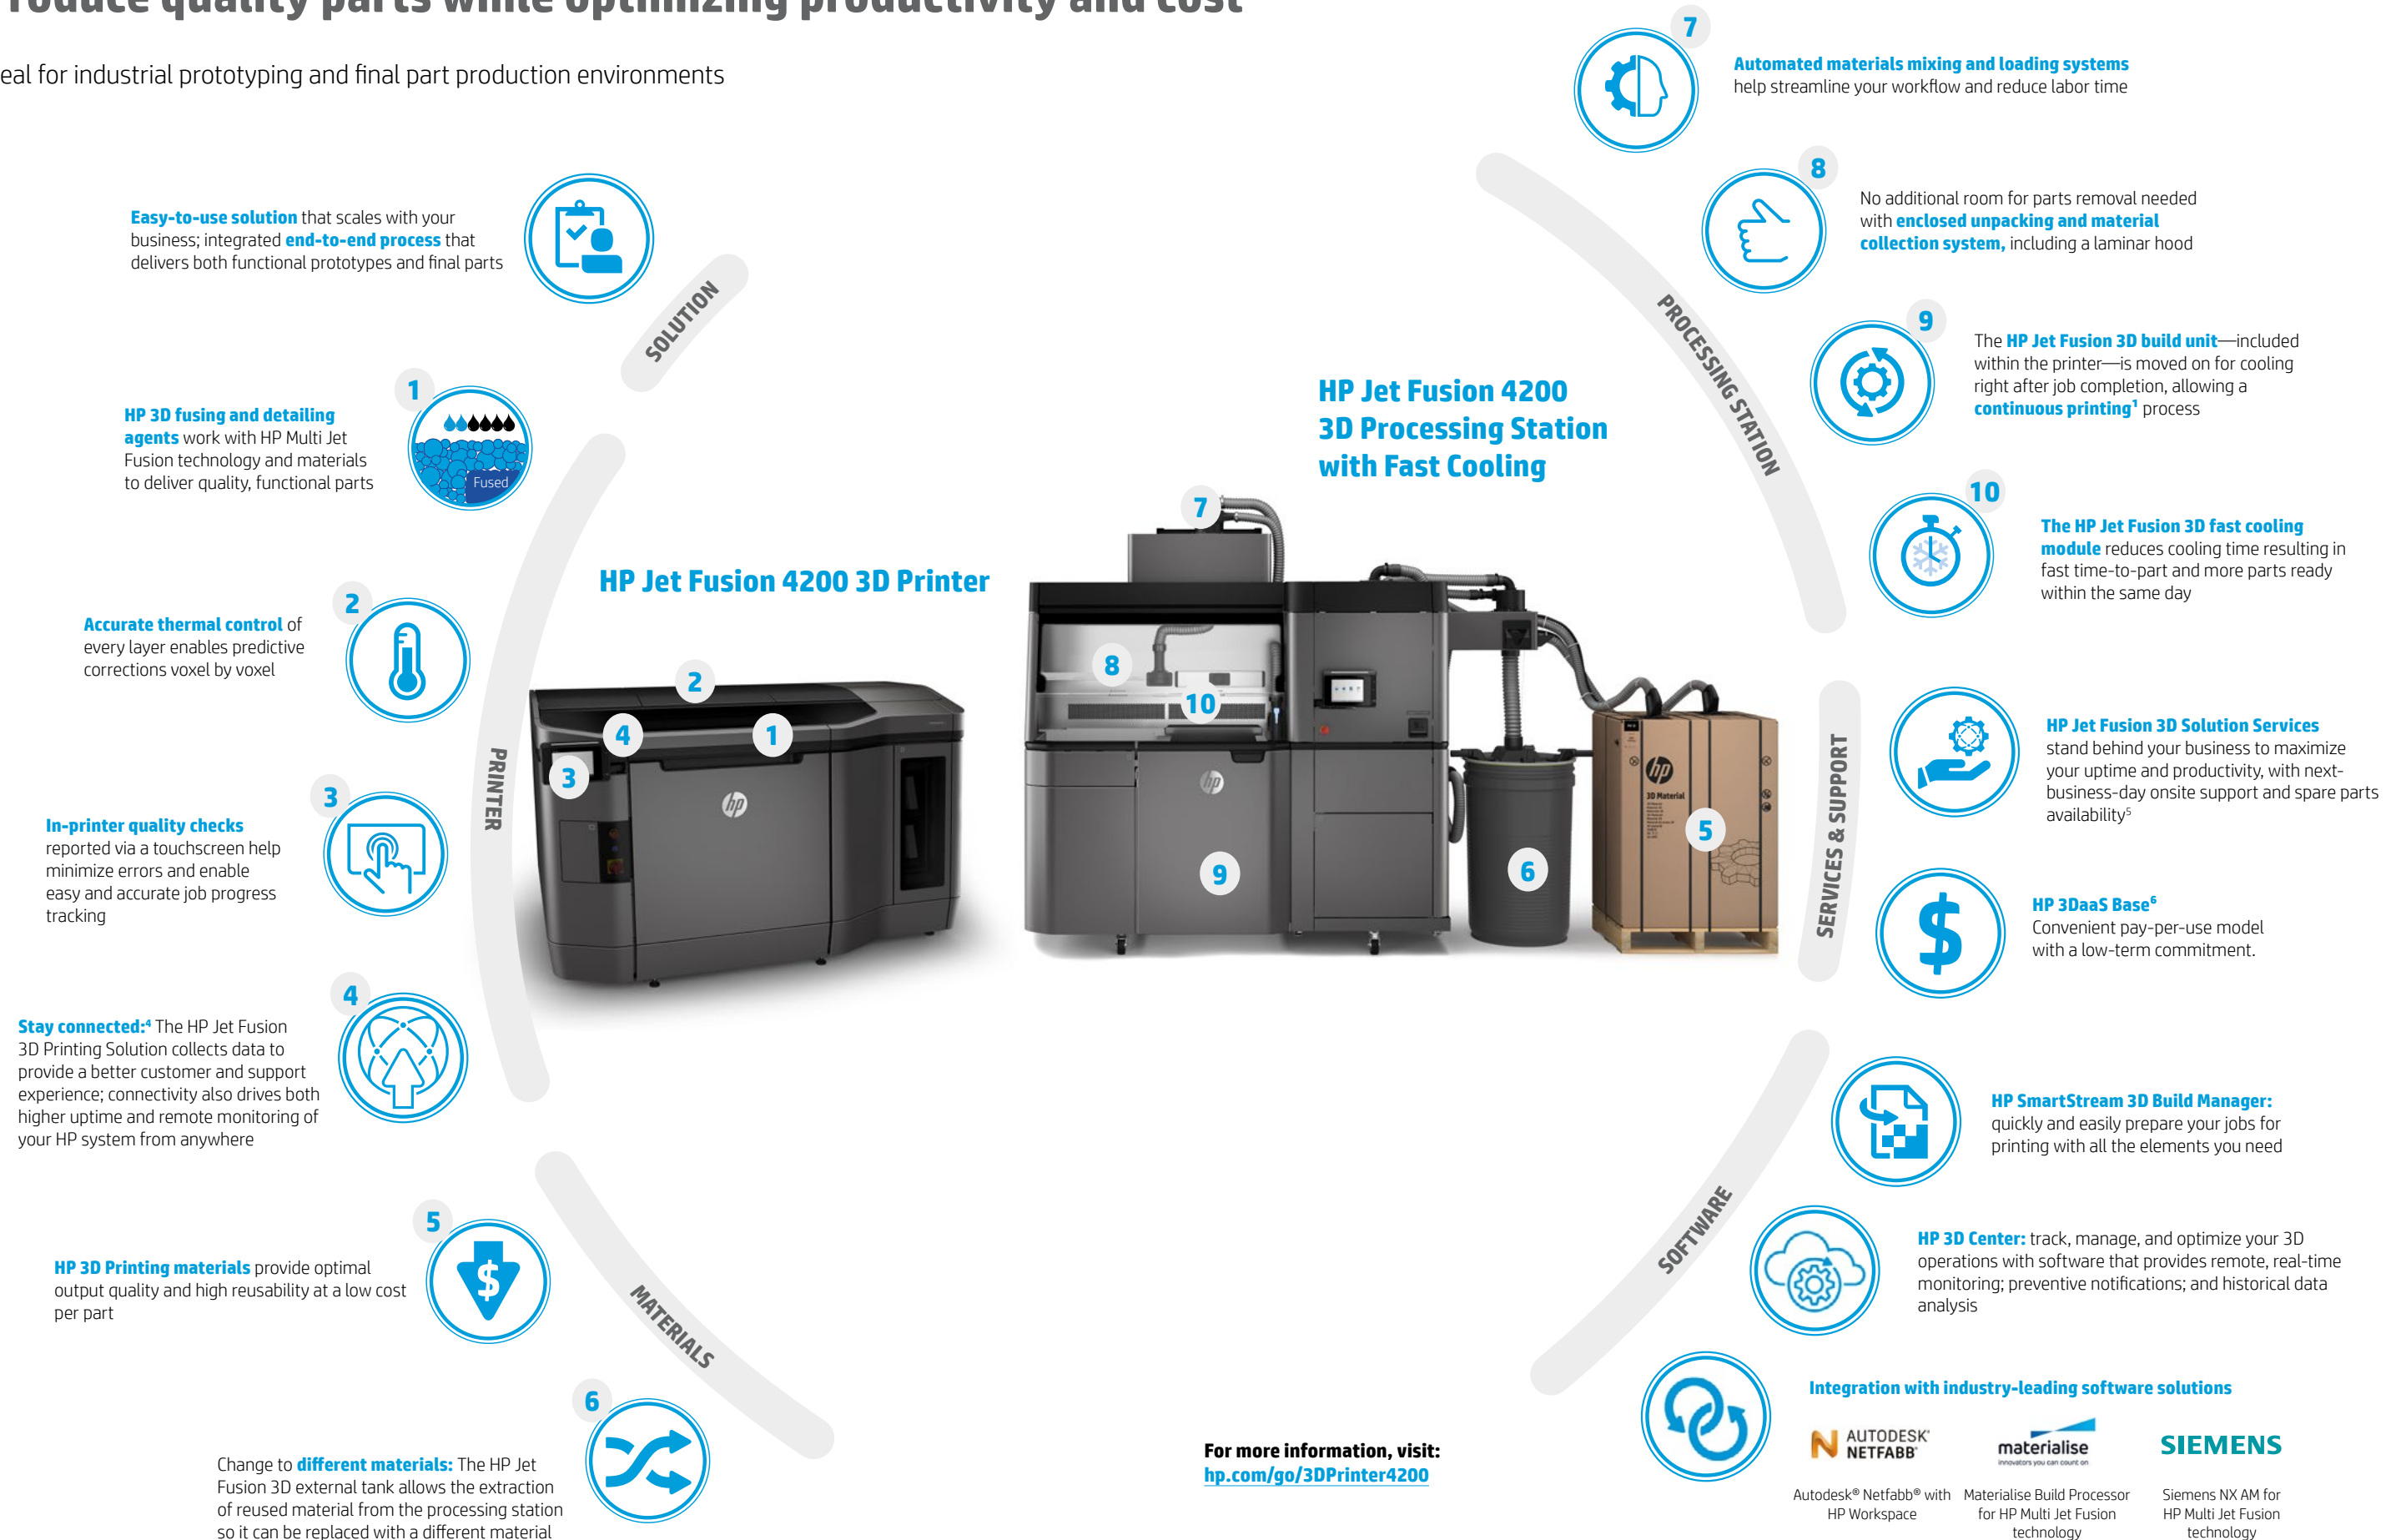 roduce quality parts while optimizing productivity and cost
eal for industrial prototyping and final part production environments
Easy-to-use solution that scales with your
business; integrated end-to-end process that
delivers both functional prototypes and final parts
SOLUTION
1
HP 3D fusing and detailing
agents work with HP Multi Jet
Fusion technology and materials
to deliver quality, functional parts
Fused
2
Accurate thermal control of
every layer enables predictive
corrections voxel by voxel
3
In-printer quality checks
reported via a touchscreen help
minimize errors and enable
easy and accurate job progress
tracking
PRINTER
4
Stay connected:⁴ The HP Jet Fusion
3D Printing Solution collects data to
provide a better customer and support
experience; connectivity also drives both
higher uptime and remote monitoring of
your HP system from anywhere
5
HP 3D Printing materials provide optimal
output quality and high reusability at a low cost
per part
$
MATERIALS
6
Change to different materials: The HP Jet
Fusion 3D external tank allows the extraction
of reused material from the processing station
so it can be replaced with a different material
HP Jet Fusion 4200 3D Printer
2
4
1
3
hp
HP Jet Fusion 4200
3D Processing Station
with Fast Cooling
7
8
10
hp
9
6
hp
3D Material
5
7
Automated materials mixing and loading systems
help streamline your workflow and reduce labor time
8
No additional room for parts removal needed
with enclosed unpacking and material
collection system, including a laminar hood
PROCESSING STATION
9
The HP Jet Fusion 3D build unit—included
within the printer—is moved on for cooling
right after job completion, allowing a
continuous printing¹ process
10
The HP Jet Fusion 3D fast cooling
module reduces cooling time resulting in
fast time-to-part and more parts ready
within the same day
SERVICES & SUPPORT
HP Jet Fusion 3D Solution Services
stand behind your business to maximize
your uptime and productivity, with next-
business-day onsite support and spare parts
availability⁵
$
HP 3DaaS Base⁶
Convenient pay-per-use model
with a low-term commitment.
SOFTWARE
HP SmartStream 3D Build Manager:
quickly and easily prepare your jobs for
printing with all the elements you need
HP 3D Center: track, manage, and optimize your 3D
operations with software that provides remote, real-time
monitoring; preventive notifications; and historical data
analysis
Integration with industry-leading software solutions
AUTODESK®
NETFABB®
materialise
innovators you can count on
SIEMENS
Autodesk® Netfabb® with
HP Workspace
Materialise Build Processor
for HP Multi Jet Fusion
technology
Siemens NX AM for
HP Multi Jet Fusion
technology
For more information, visit:
hp.com/go/3DPrinter4200